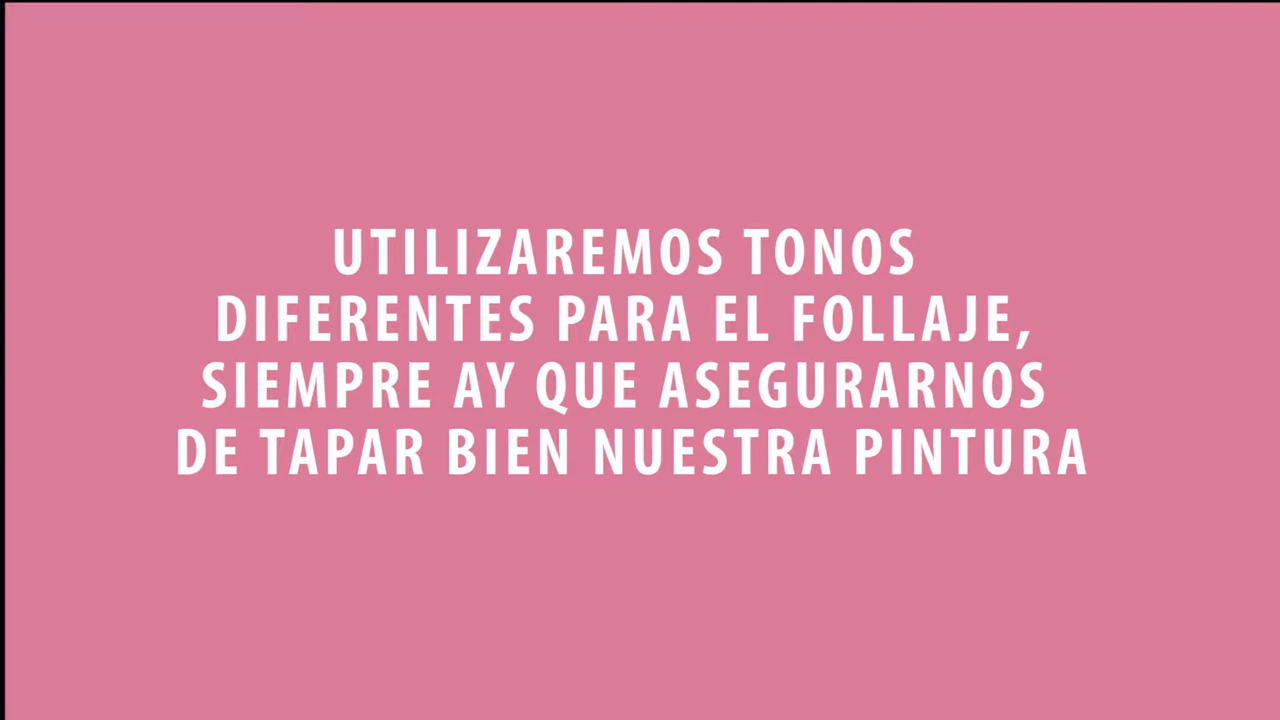 UTILIZAREMOS TONOS
DIFERENTES PARA EL FOLLAJE,
SIEMPRE AY QUE ASEGURARNOS
DE TAPAR BIEN NUESTRA PINTURA